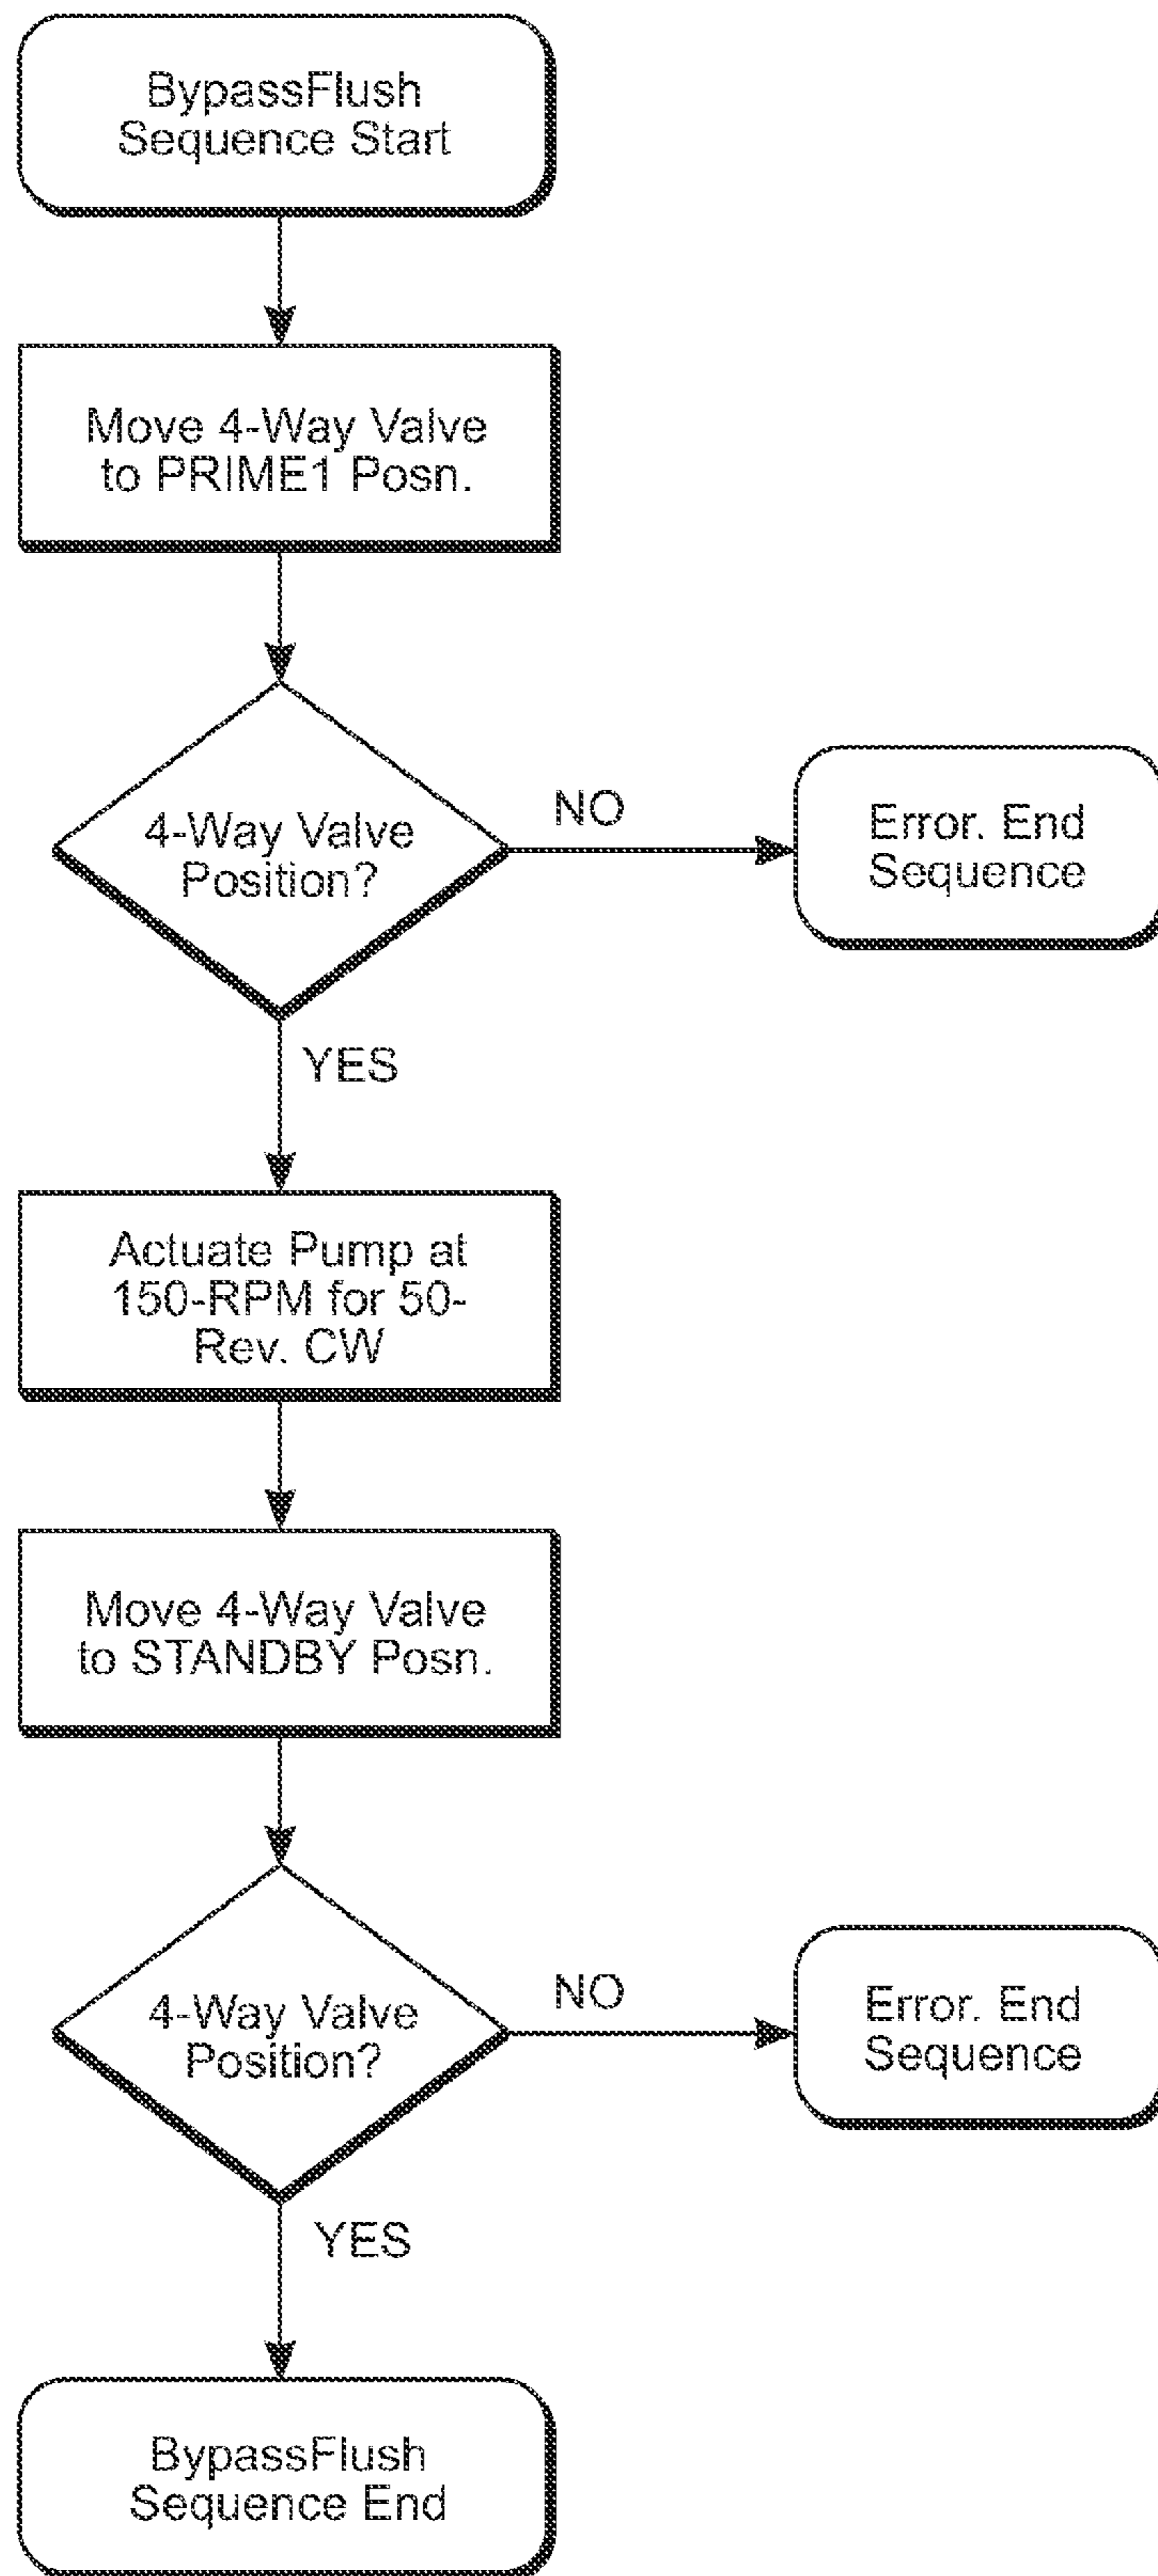 BypassFlush
Sequence Start
Move 4-Way Valve
to PRIME1 Posn.
4-Way Valve
Position?
NO
Error. End
Sequence
YES
Actuate Pump at
150-RPM for 50-
Rev. CW
Move 4-Way Valve
to STANDBY Posn.
4-Way Valve
Position?
NO
Error. End
Sequence
YES
BypassFlush
Sequence End